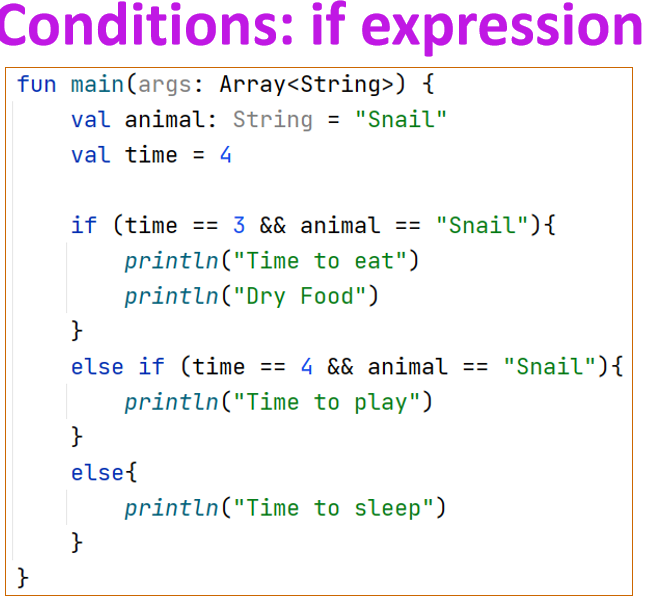 Conditions: if expression
fun main(args: Array<String>) {
    val animal: String = "Snail"
    val time = 4

    if (time == 3 && animal == "Snail"){
        println("Time to eat")
        println("Dry Food")
    }
    else if (time == 4 && animal == "Snail"){
        println("Time to play")
    }
    else{
        println("Time to sleep")
    }
}